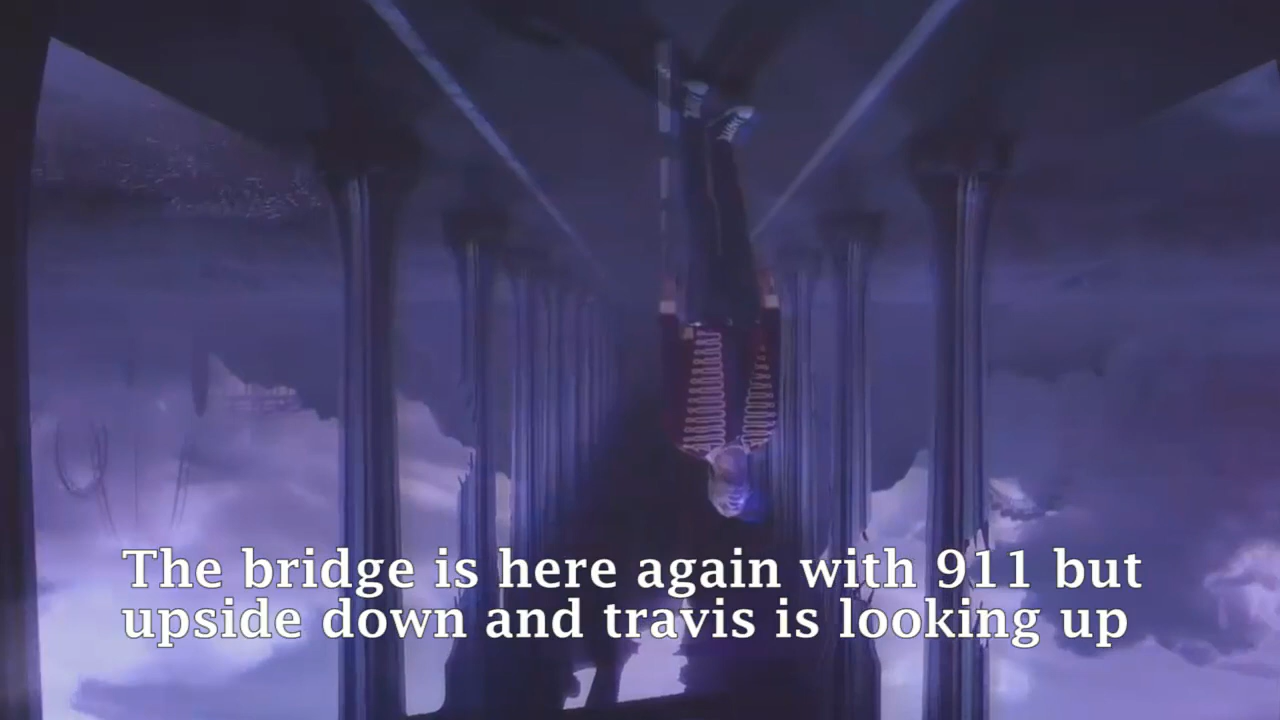 The bridge is here again with 911 but
upside down and travis is looking up